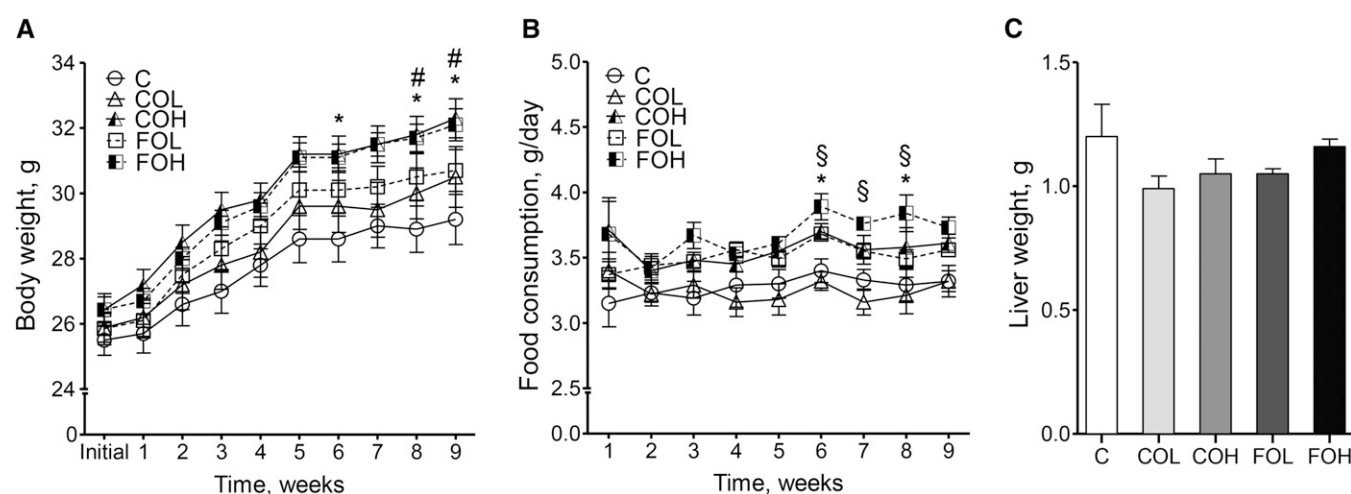 A
Body weight, g
34
32
30
28
26
24
0
C
COL
COH
FOL
FOH
*
#
*
#
*
Initial 1 2 3 4 5 6 7 8 9
Time, weeks
B
Food consumption, g/day
5.0
4.5
4.0
3.5
3.0
2.5
0.0
C
COL
COH
FOL
FOH
§
*
§
§
*
1 2 3 4 5 6 7 8 9
Time, weeks
C
Liver weight, g
1.5
1.0
0.5
0.0
C COL COH FOL FOH